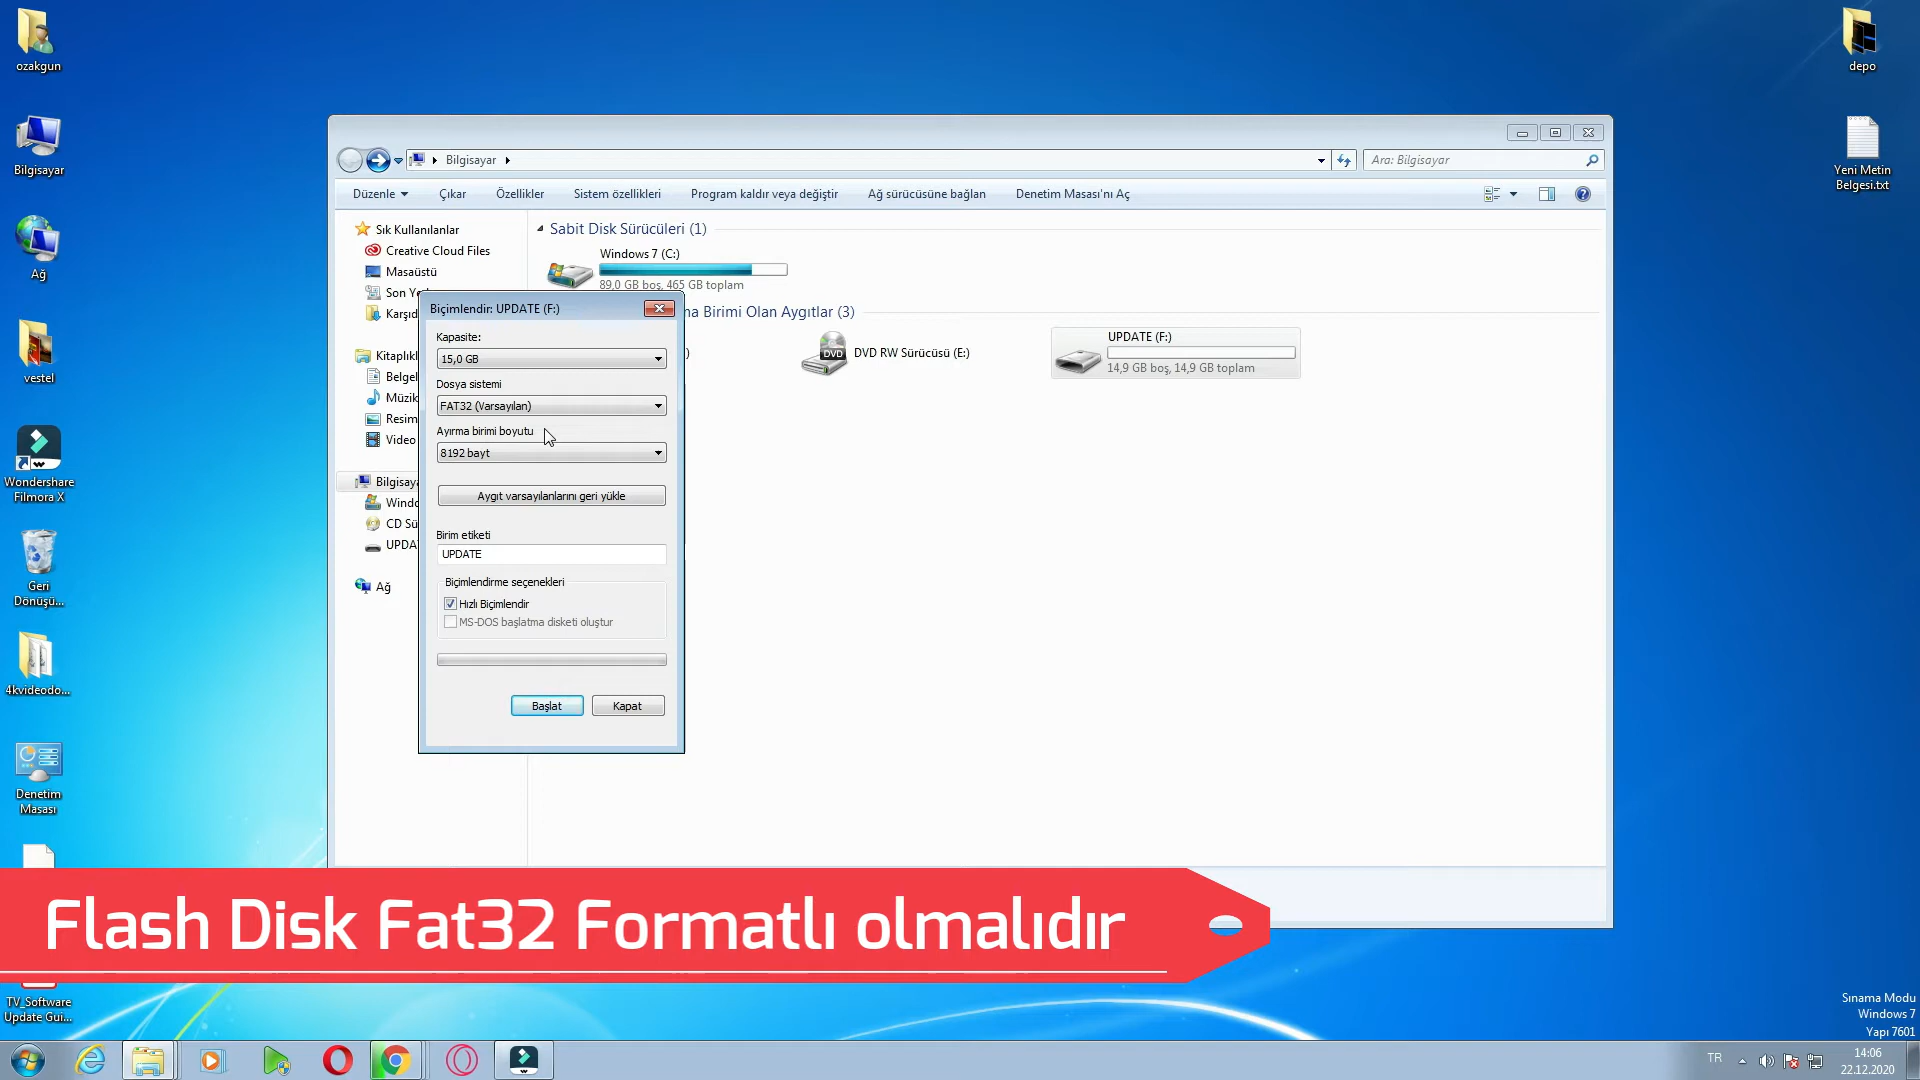 ozakgun
Bilgisayar
Ağ
vestel
Wondershare
Filmora X
Geri
Dönüşü...
4kvideodo...
Denetim
Masası
TV_Software
Update Gui...
depo
Yeni Metin
Belgesi.txt
Bilgisayar
Ara: Bilgisayar
Düzenle
Çıkar
Özellikler
Sistem özellikleri
Program kaldır veya değiştir
Ağ sürücüsüne bağlan
Denetim Masası'nı Aç
Sık Kullanılanlar
Creative Cloud Files
Masaüstü
Son Ye
Karşıd
Kitaplıkl
Belgel
Müzik
Resim
Video
Bilgisaya
Windo
CD Sü
UPDA
Ağ
Sabit Disk Sürücüleri (1)
Windows 7 (C:)
89,0 GB boş, 465 GB toplam
ma Birimi Olan Aygıtlar (3)
)
DVD
DVD RW Sürücüsü (E:)
UPDATE (F:)
14,9 GB boş, 14,9 GB toplam
Biçimlendir: UPDATE (F:)
Kapasite:
15,0 GB
Dosya sistemi
FAT32 (Varsayılan)
Ayırma birimi boyutu
8192 bayt
Aygıt varsayılanlarını geri yükle
Birim etiketi
UPDATE
Biçimlendirme seçenekleri
Hızlı Biçimlendir
MS-DOS başlatma disketi oluştur
Başlat
Kapat
Flash Disk Fat32 Formatlı olmalıdır
Sınama Modu
Windows 7
Yapı 7601
TR
14:06
22.12.2020